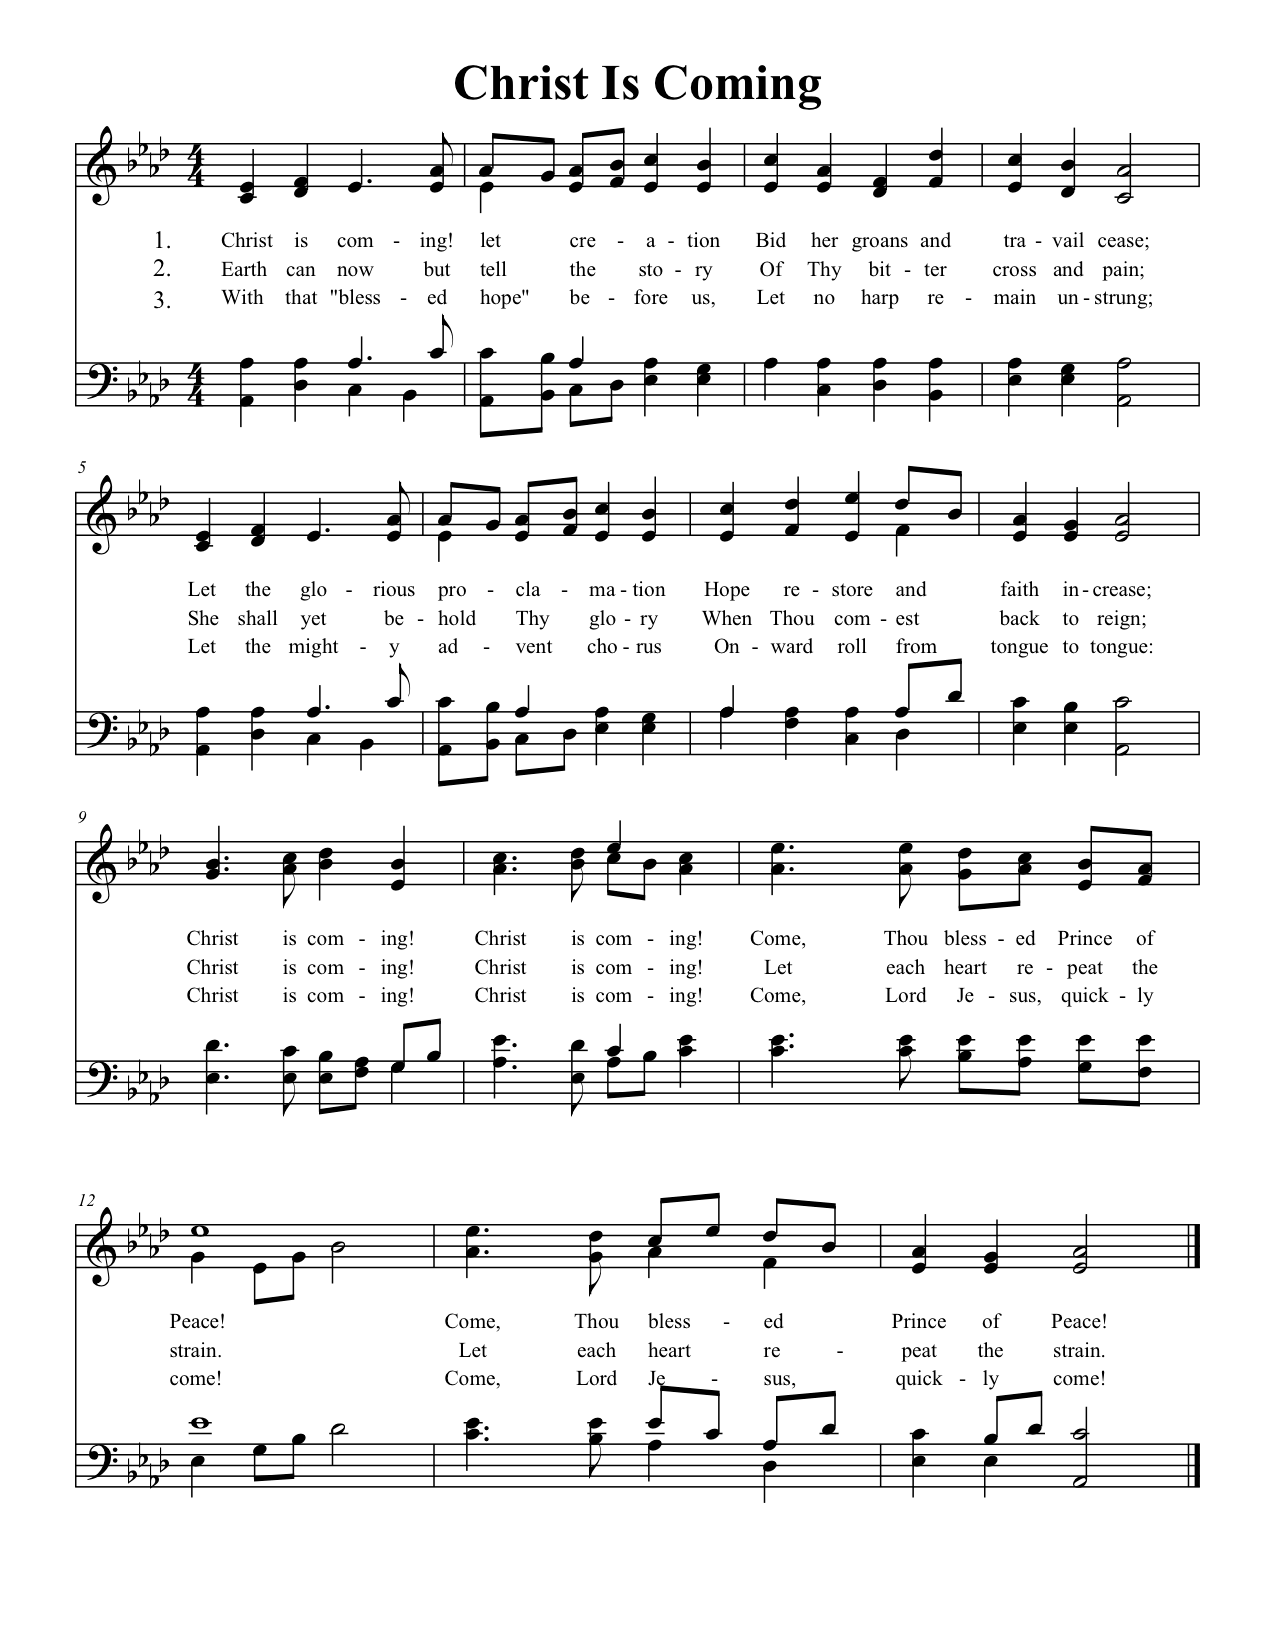 Christ Is Coming
4 4
1. Christ is com - ing! let cre - a - tion Bid her groans and tra - vail cease;
2. Earth can now but tell the sto - ry Of Thy bit - ter cross and pain;
3. With that "bless - ed hope" be - fore us, Let no harp re - main un - strung;
4 4
5
Let the glo - rious pro - cla - ma - tion Hope re - store and faith in - crease;
She shall yet be - hold Thy glo - ry When Thou com - est back to reign;
Let the might - y ad - vent cho - rus On - ward roll from tongue to tongue:
9
Christ is com - ing! Christ is com - ing! Come, Thou bless - ed Prince of
Christ is com - ing! Christ is com - ing! Let each heart re - peat the
Christ is com - ing! Christ is com - ing! Come, Lord Je - sus, quick - ly
12
Peace! Come, Thou bless - ed Prince of Peace!
strain. Let each heart re - peat the strain.
come! Come, Lord Je - sus, quick - ly come!